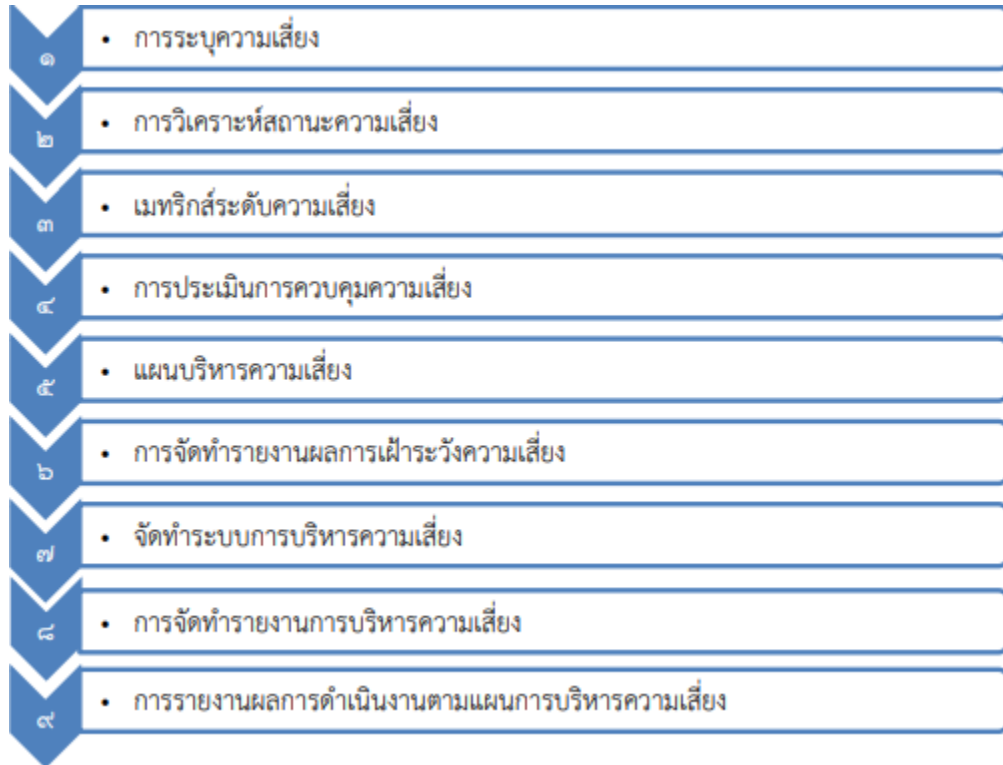 ๑ • การระบุความเสี่ยง
๒ • การวิเคราะห์สถานะความเสี่ยง
๓ • เมทริกส์ระดับความเสี่ยง
๔ • การประเมินการควบคุมความเสี่ยง
๕ • แผนบริหารความเสี่ยง
๖ • การจัดทำรายงานผลการเฝ้าระวังความเสี่ยง
๗ • จัดทำระบบการบริหารความเสี่ยง
๘ • การจัดทำรายงานการบริหารความเสี่ยง
๙ • การรายงานผลการดำเนินงานตามแผนการบริหารความเสี่ยง